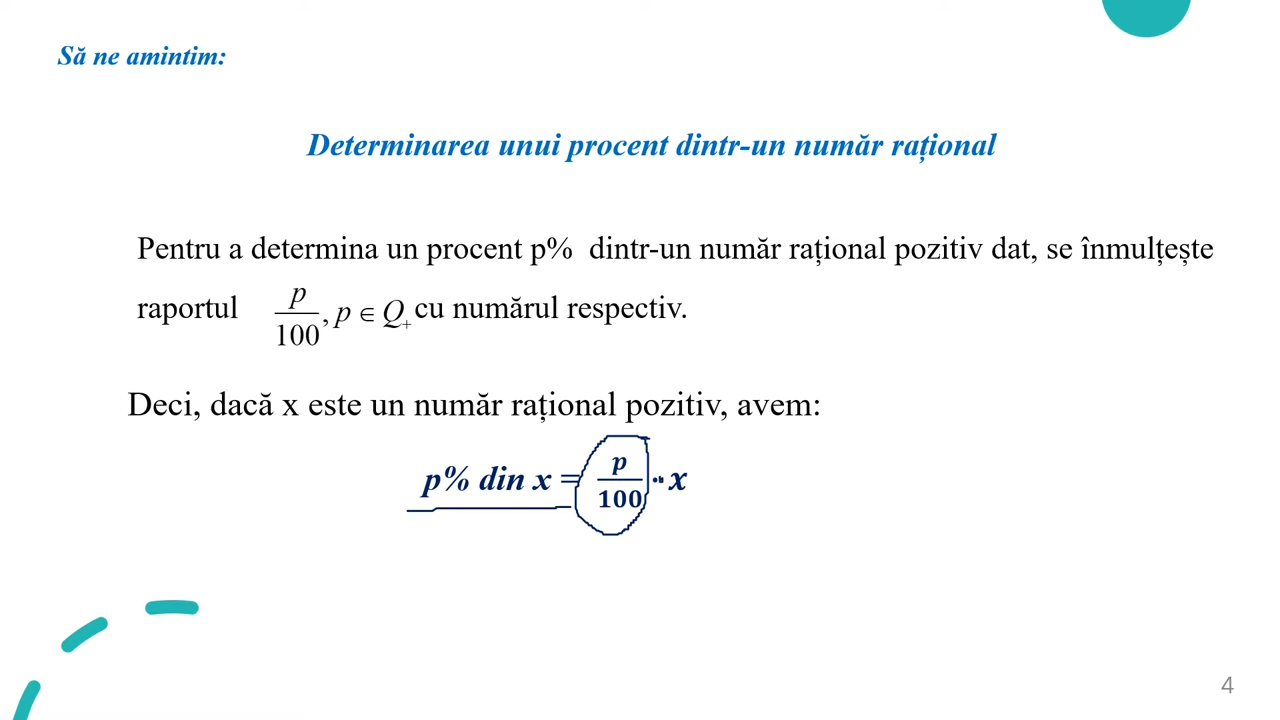 Să ne amintim:
Determinarea unui procent dintr-un număr rațional
Pentru a determina un procent p% dintr-un număr rațional pozitiv dat, se înmulțește
raportul p/100, p ∈ Q₊ cu numărul respectiv.
Deci, dacă x este un număr rațional pozitiv, avem:
p% din x = p/100 · x
4